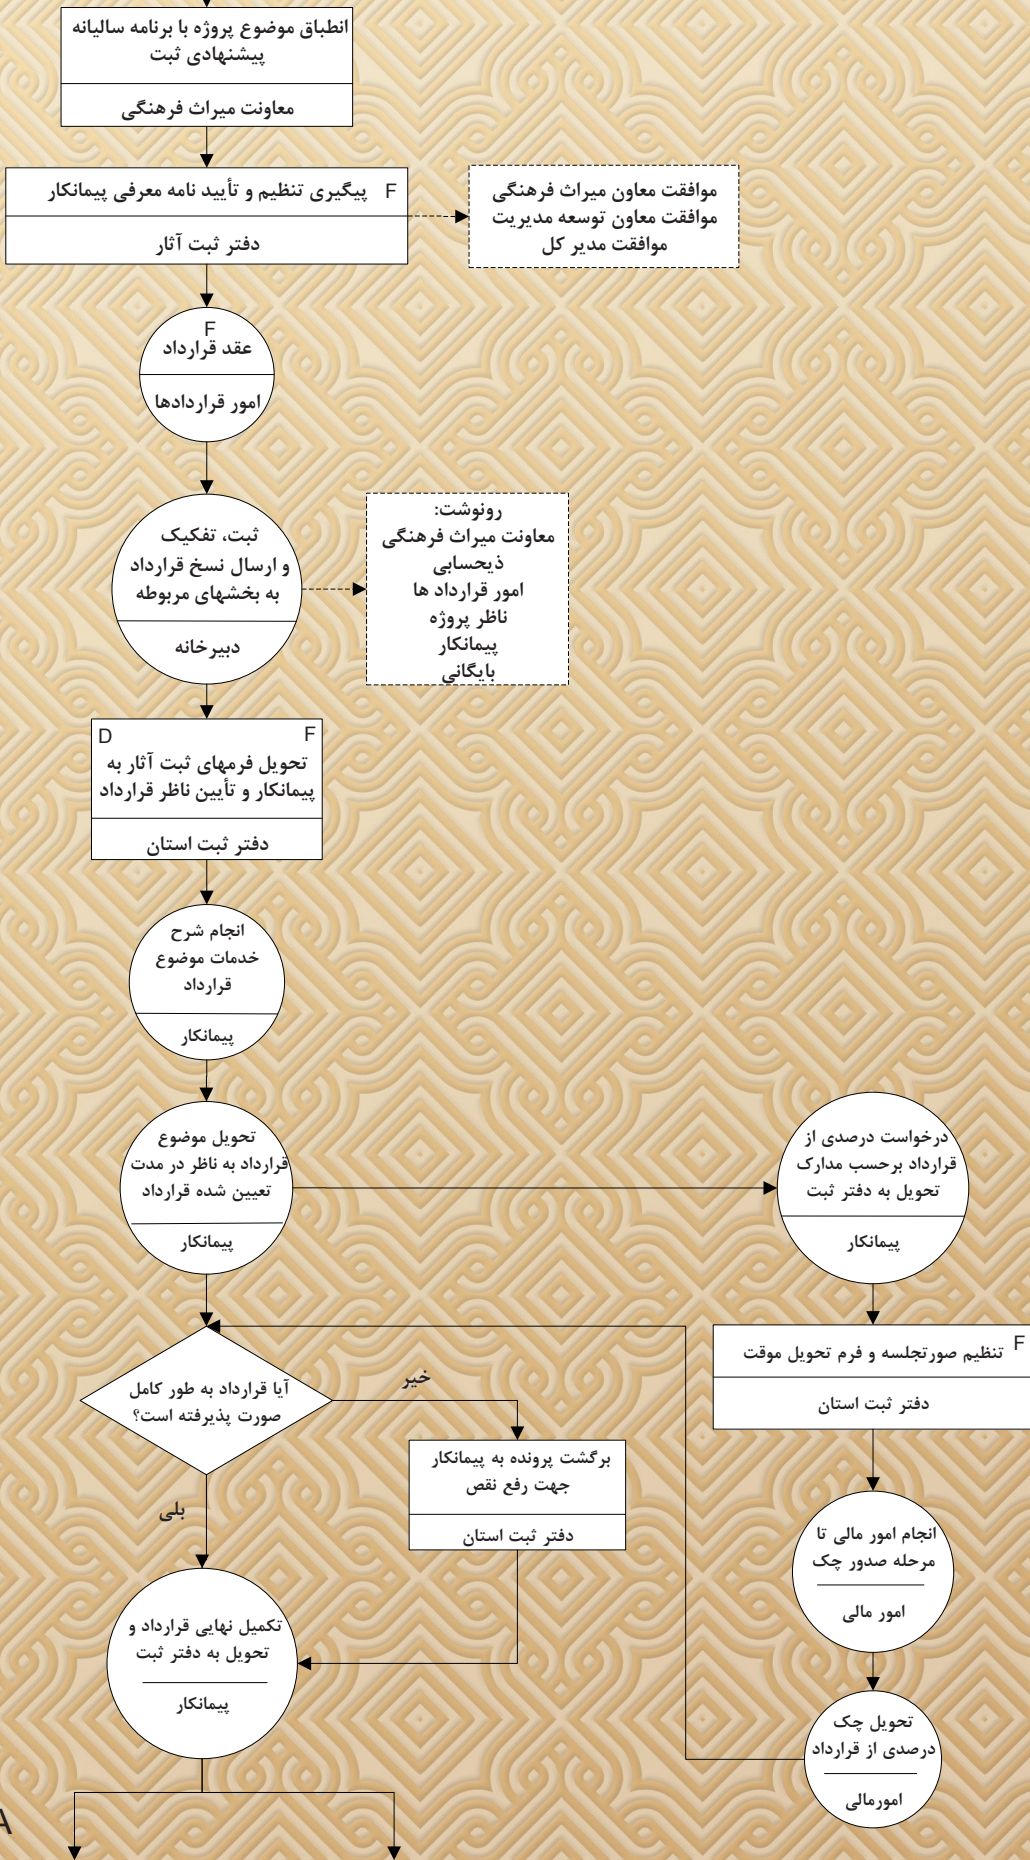 انطباق موضوع پروژه با برنامه سالیانه
پیشنهادی ثبت
معاونت میراث فرهنگی
F پیگیری تنظیم و تأیید نامه معرفی پیمانکار
دفتر ثبت آثار
موافقت معاون میراث فرهنگی
موافقت معاون توسعه مدیریت
موافقت مدیر کل
F
عقد قرارداد
امور قراردادها
ثبت، تفکیک
و ارسال نسخ قرارداد
به بخشهای مربوطه
دبیرخانه
رونوشت:
معاونت میراث فرهنگی
ذیحسابی
امور قرارداد ها
ناظر پروژه
پیمانکار
بایگانی
F D
تحویل فرمهای ثبت آثار به
پیمانکار و تأیین ناظر قرارداد
دفتر ثبت استان
انجام شرح
خدمات موضوع
قرارداد
پیمانکار
تحویل موضوع
قرارداد به ناظر در مدت
تعیین شده قرارداد
پیمانکار
درخواست درصدی از
قرارداد برحسب مدارک
تحویل به دفتر ثبت
پیمانکار
F تنظیم صورتجلسه و فرم تحویل موقت
دفتر ثبت استان
انجام امور مالی تا
مرحله صدور چک
امور مالی
تحویل چک
درصدی از قرارداد
امورمالی
آیا قرارداد به طور کامل
صورت پذیرفته است؟
خیر
برگشت پرونده به پیمانکار
جهت رفع نقص
دفتر ثبت استان
بلی
تکمیل نهایی قرارداد و
تحویل به دفتر ثبت
پیمانکار
A